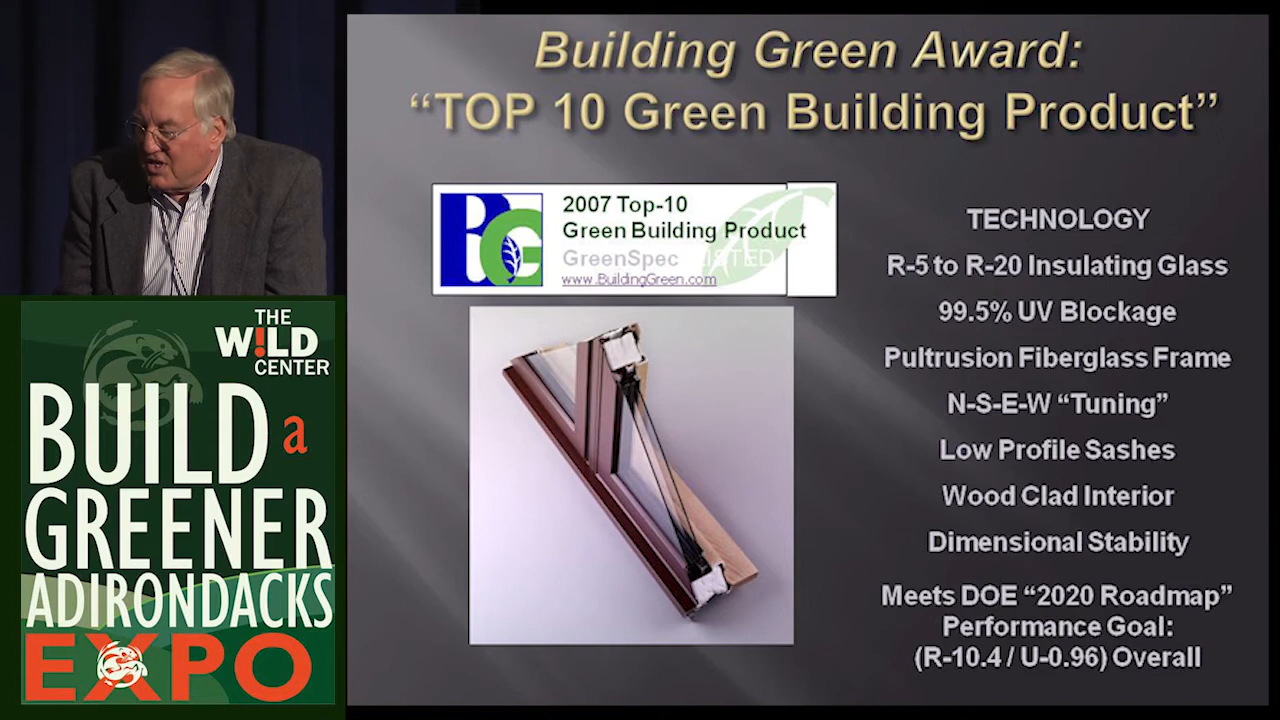 Building Green Award:
“TOP 10 Green Building Product”
BG
2007 Top-10
Green Building Product
GreenSpec LISTED
www.BuildingGreen.com
TECHNOLOGY
R-5 to R-20 Insulating Glass
99.5% UV Blockage
Pultrusion Fiberglass Frame
N-S-E-W “Tuning”
Low Profile Sashes
Wood Clad Interior
Dimensional Stability
Meets DOE “2020 Roadmap”
Performance Goal:
(R-10.4 / U-0.96) Overall
THE
W!LD
CENTER
BUILD a
GREENER
ADIRONDACKS
EXPO